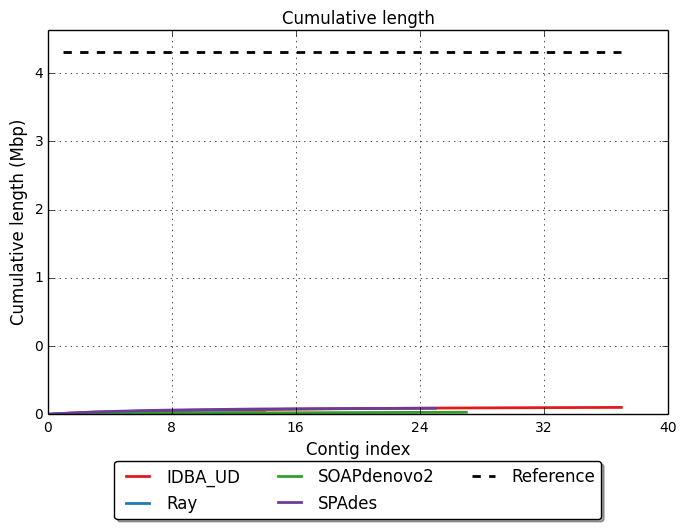 Cumulative length
4
3
2
1
0
0
Cumulative length (Mbp)
0 8 16 24 32 40
Contig index
IDBA_UD SOAPdenovo2 Reference
Ray SPAdes